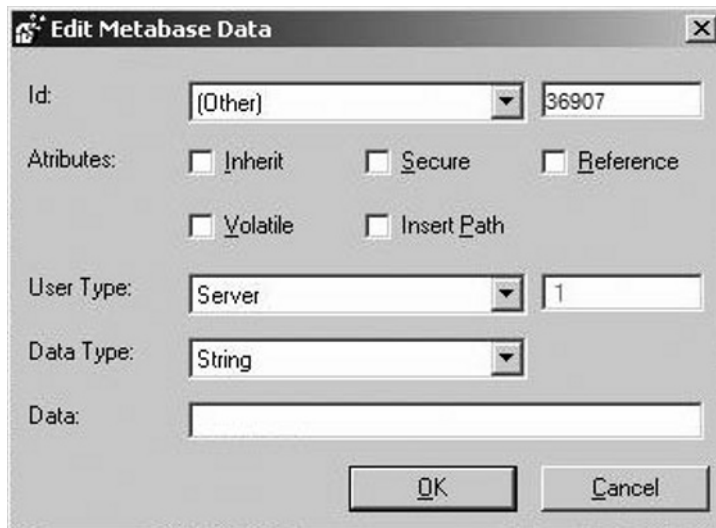 Edit Metabase Data
Id: (Other) 36907
Atributes: Inherit Secure Reference
Volatile Insert Path
User Type: Server 1
Data Type: String
Data:
OK Cancel